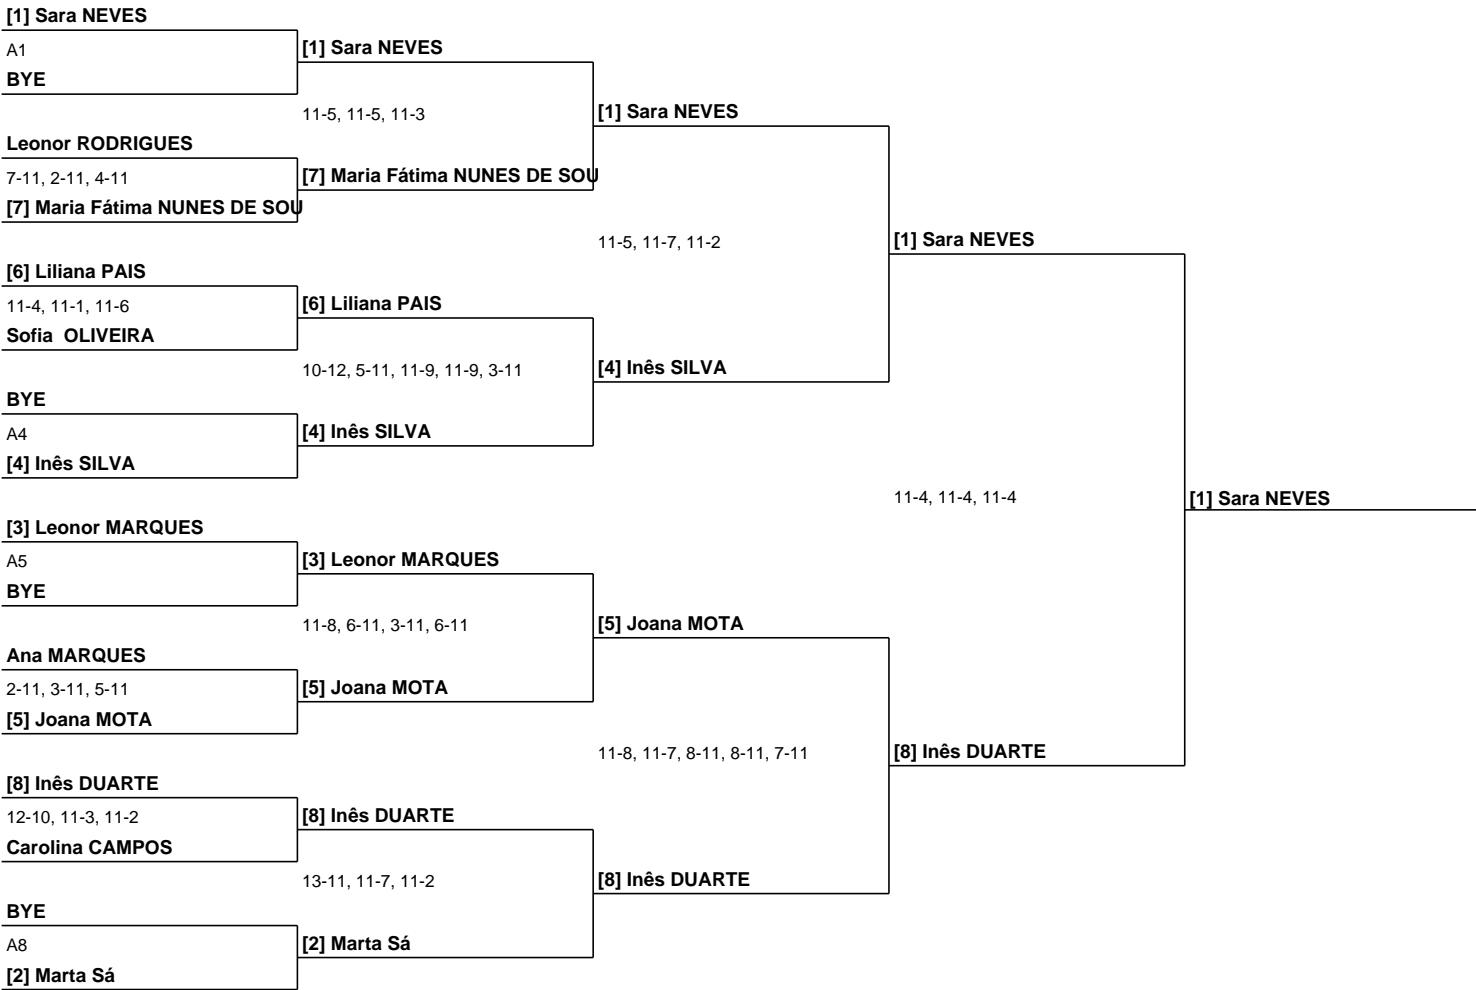 [1] Sara NEVES
A1
BYE
Leonor RODRIGUES
7-11, 2-11, 4-11
[7] Maria Fátima NUNES DE SOU
[6] Liliana PAIS
11-4, 11-1, 11-6
Sofia  OLIVEIRA
BYE
A4
[4] Inês SILVA
[3] Leonor MARQUES
A5
BYE
Ana MARQUES
2-11, 3-11, 5-11
[5] Joana MOTA
[8] Inês DUARTE
12-10, 11-3, 11-2
Carolina CAMPOS
BYE
A8
[2] Marta Sá
[1] Sara NEVES
11-5, 11-5, 11-3
[7] Maria Fátima NUNES DE SOU
[6] Liliana PAIS
10-12, 5-11, 11-9, 11-9, 3-11
[4] Inês SILVA
[3] Leonor MARQUES
11-8, 6-11, 3-11, 6-11
[5] Joana MOTA
[8] Inês DUARTE
13-11, 11-7, 11-2
[2] Marta Sá
[1] Sara NEVES
11-5, 11-7, 11-2
[4] Inês SILVA
[5] Joana MOTA
11-8, 11-7, 8-11, 8-11, 7-11
[8] Inês DUARTE
[1] Sara NEVES
11-4, 11-4, 11-4
[8] Inês DUARTE
[1] Sara NEVES